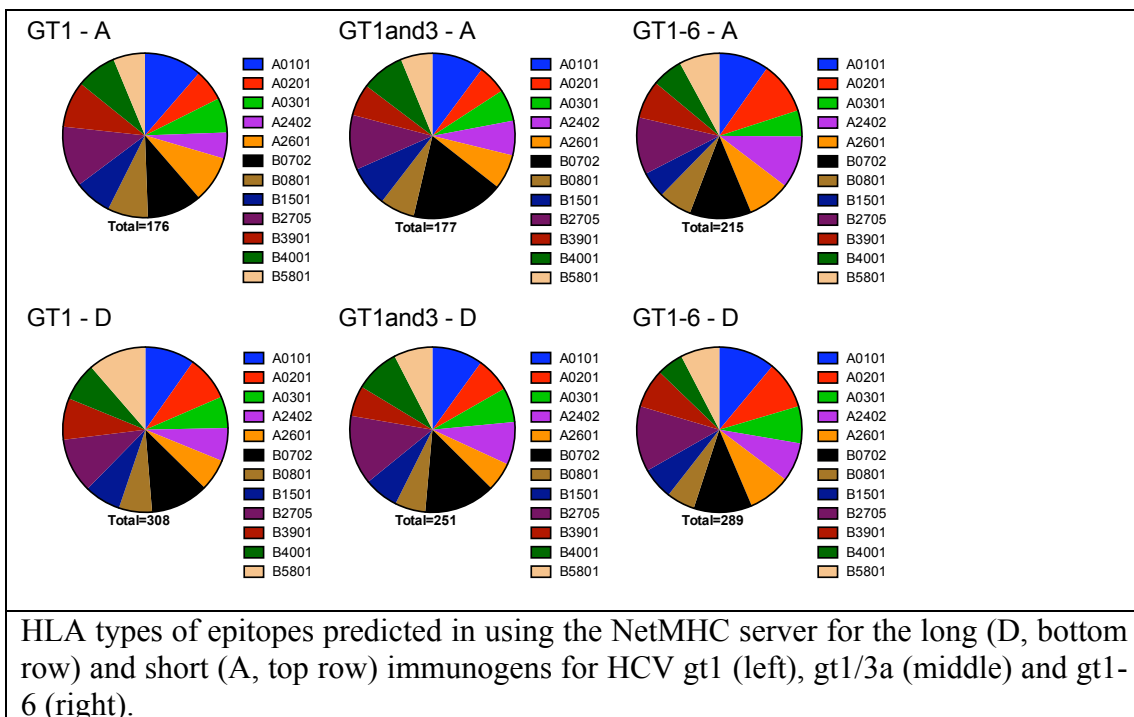 GT1 - A
A0101
A0201
A0301
A2402
A2601
B0702
B0801
B1501
B2705
B3901
B4001
B5801
Total=176
GT1and3 - A
A0101
A0201
A0301
A2402
A2601
B0702
B0801
B1501
B2705
B3901
B4001
B5801
Total=177
GT1-6 - A
A0101
A0201
A0301
A2402
A2601
B0702
B0801
B1501
B2705
B3901
B4001
B5801
Total=215
GT1 - D
A0101
A0201
A0301
A2402
A2601
B0702
B0801
B1501
B2705
B3901
B4001
B5801
Total=308
GT1and3 - D
A0101
A0201
A0301
A2402
A2601
B0702
B0801
B1501
B2705
B3901
B4001
B5801
Total=251
GT1-6 - D
A0101
A0201
A0301
A2402
A2601
B0702
B0801
B1501
B2705
B3901
B4001
B5801
Total=289
HLA types of epitopes predicted in using the NetMHC server for the long (D, bottom
row) and short (A, top row) immunogens for HCV gt1 (left), gt1/3a (middle) and gt1-
6 (right).